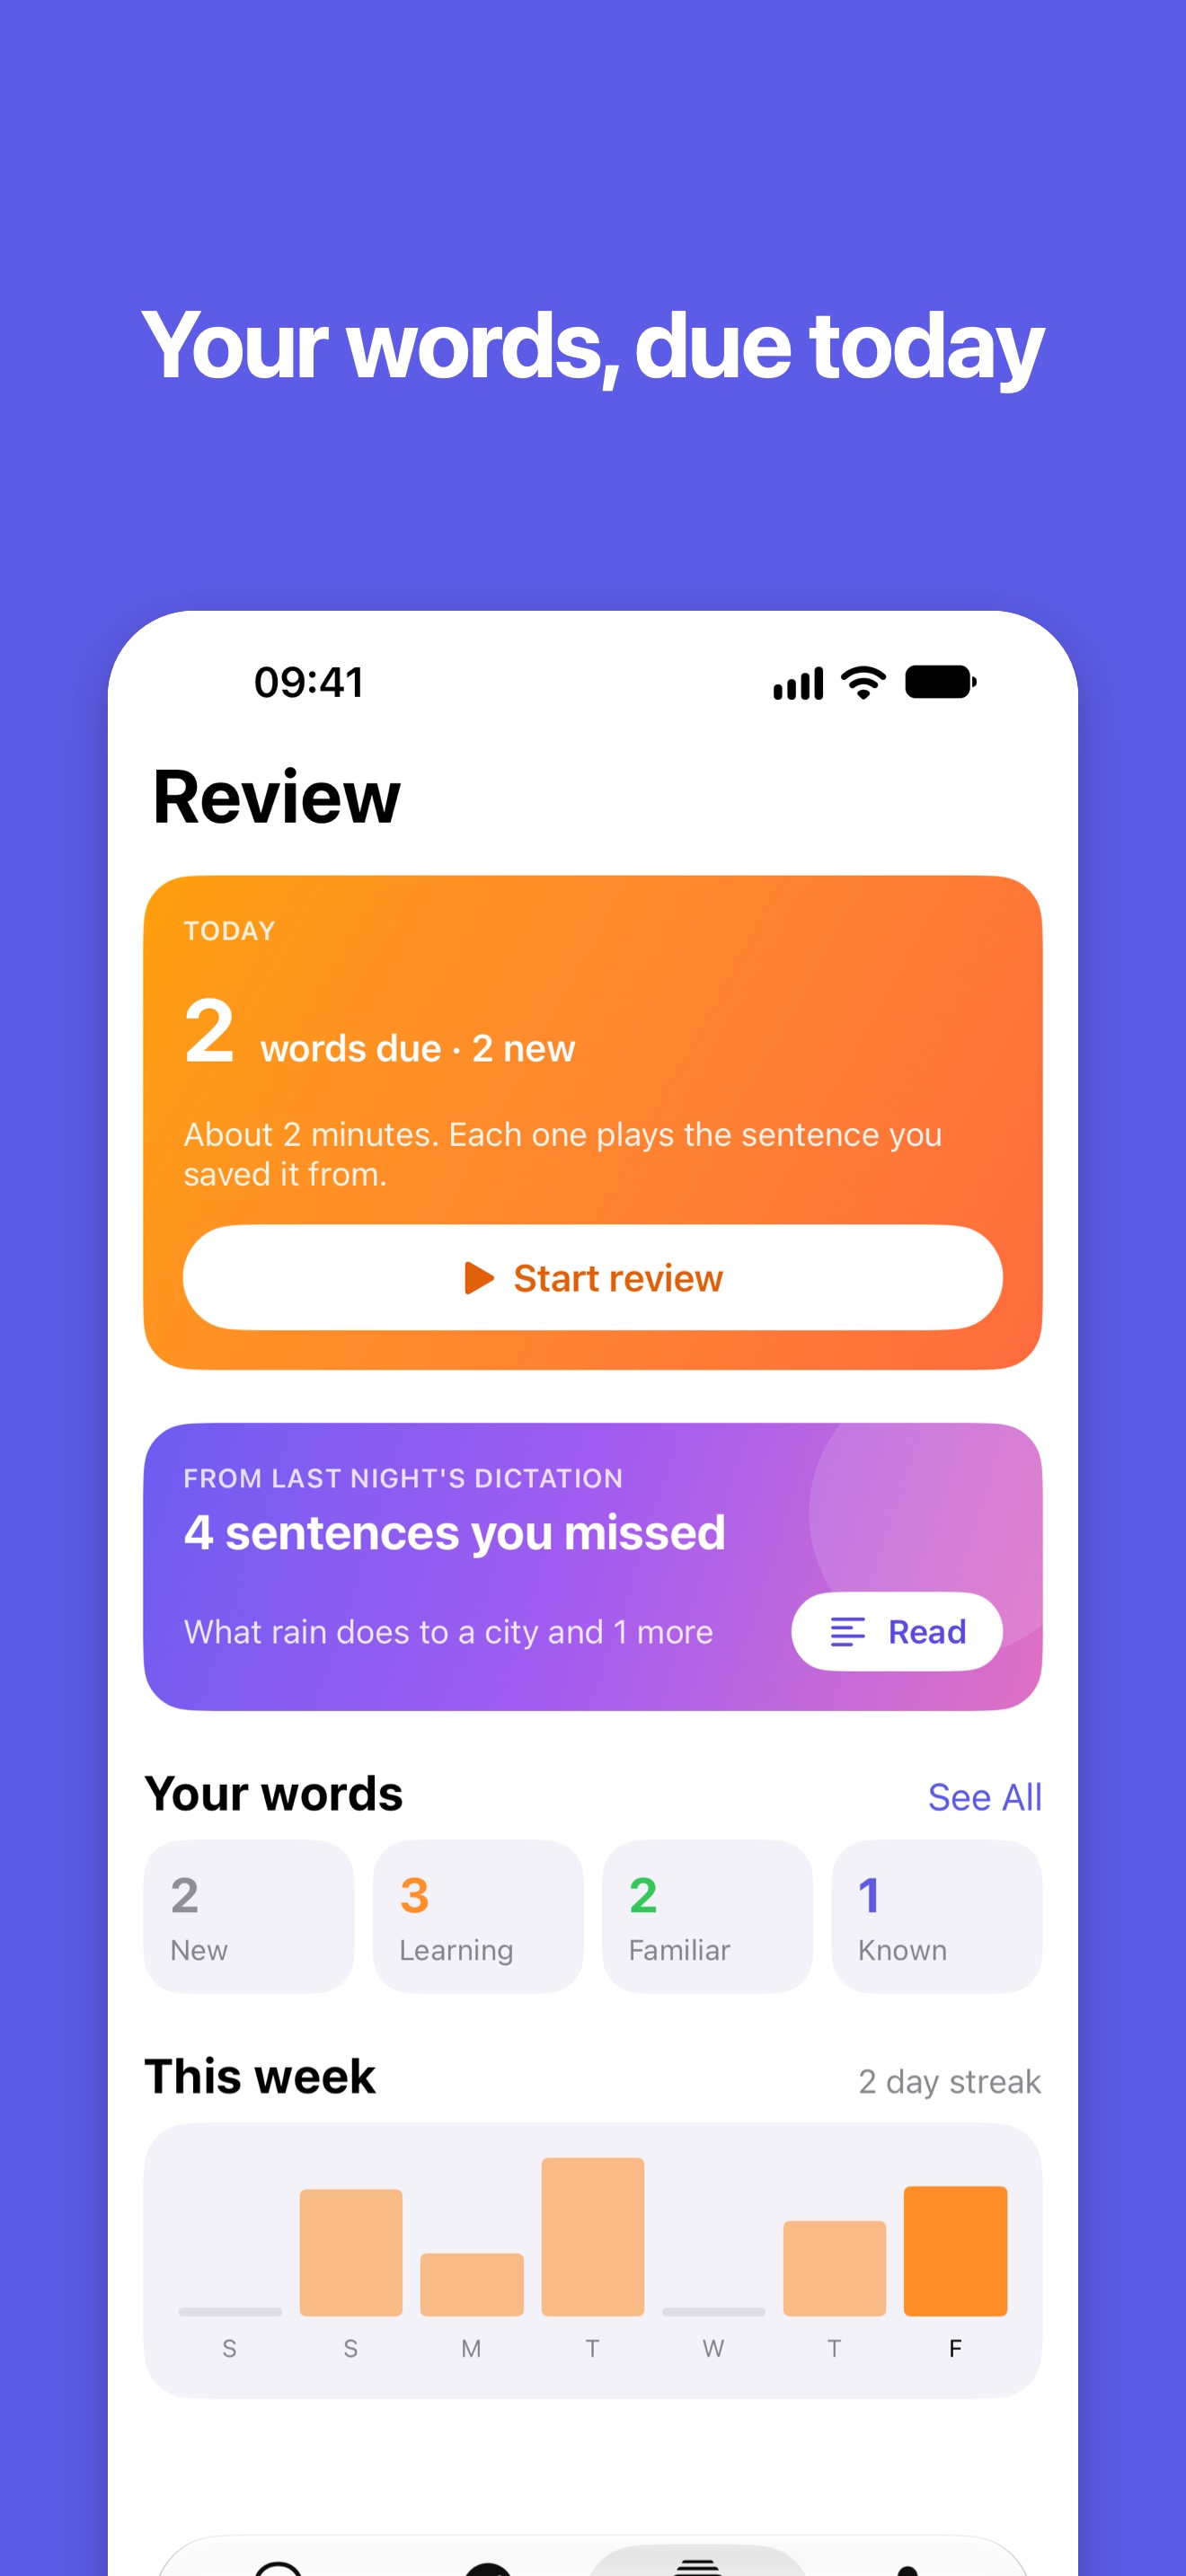 Your words, due today
09:41
Review
TODAY
2 words due · 2 new
About 2 minutes. Each one plays the sentence you
saved it from.
Start review
FROM LAST NIGHT'S DICTATION
4 sentences you missed
What rain does to a city and 1 more
Read
Your words
See All
2
New
3
Learning
2
Familiar
1
Known
This week
2 day streak
S S M T W T F